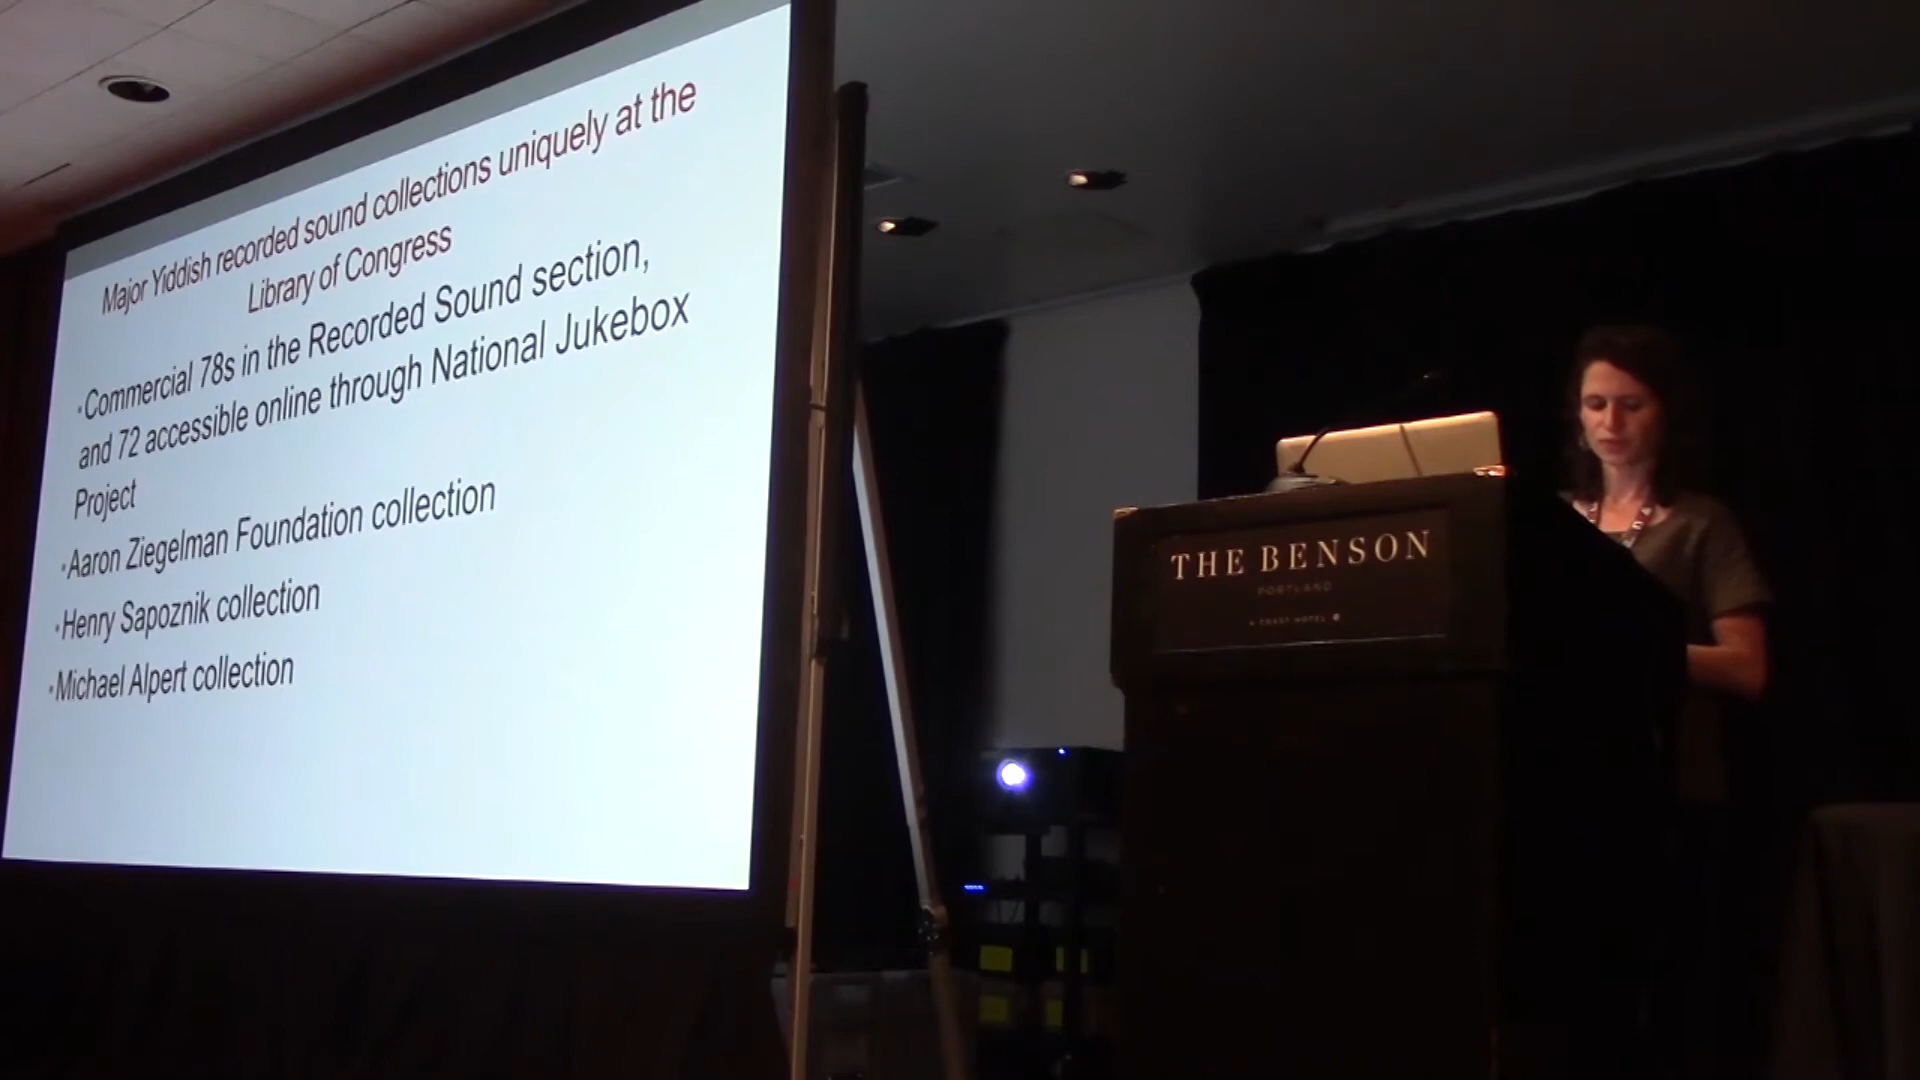 Major Yiddish recorded sound collections uniquely at the
Library of Congress
•Commercial 78s in the Recorded Sound section,
and 72 accessible online through National Jukebox
Project
•Aaron Ziegelman Foundation collection
•Henry Sapoznik collection
•Michael Alpert collection
THE BENSON
PORTLAND
A COAST HOTEL